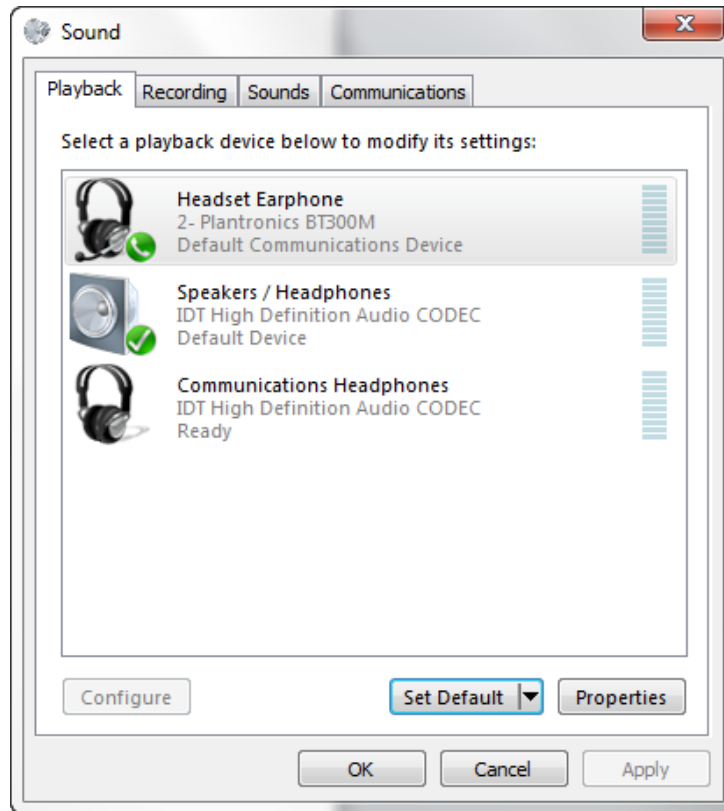 Sound
Playback Recording Sounds Communications
Select a playback device below to modify its settings:
Headset Earphone
2- Plantronics BT300M
Default Communications Device
Speakers / Headphones
IDT High Definition Audio CODEC
Default Device
Communications Headphones
IDT High Definition Audio CODEC
Ready
Configure Set Default Properties
OK Cancel Apply